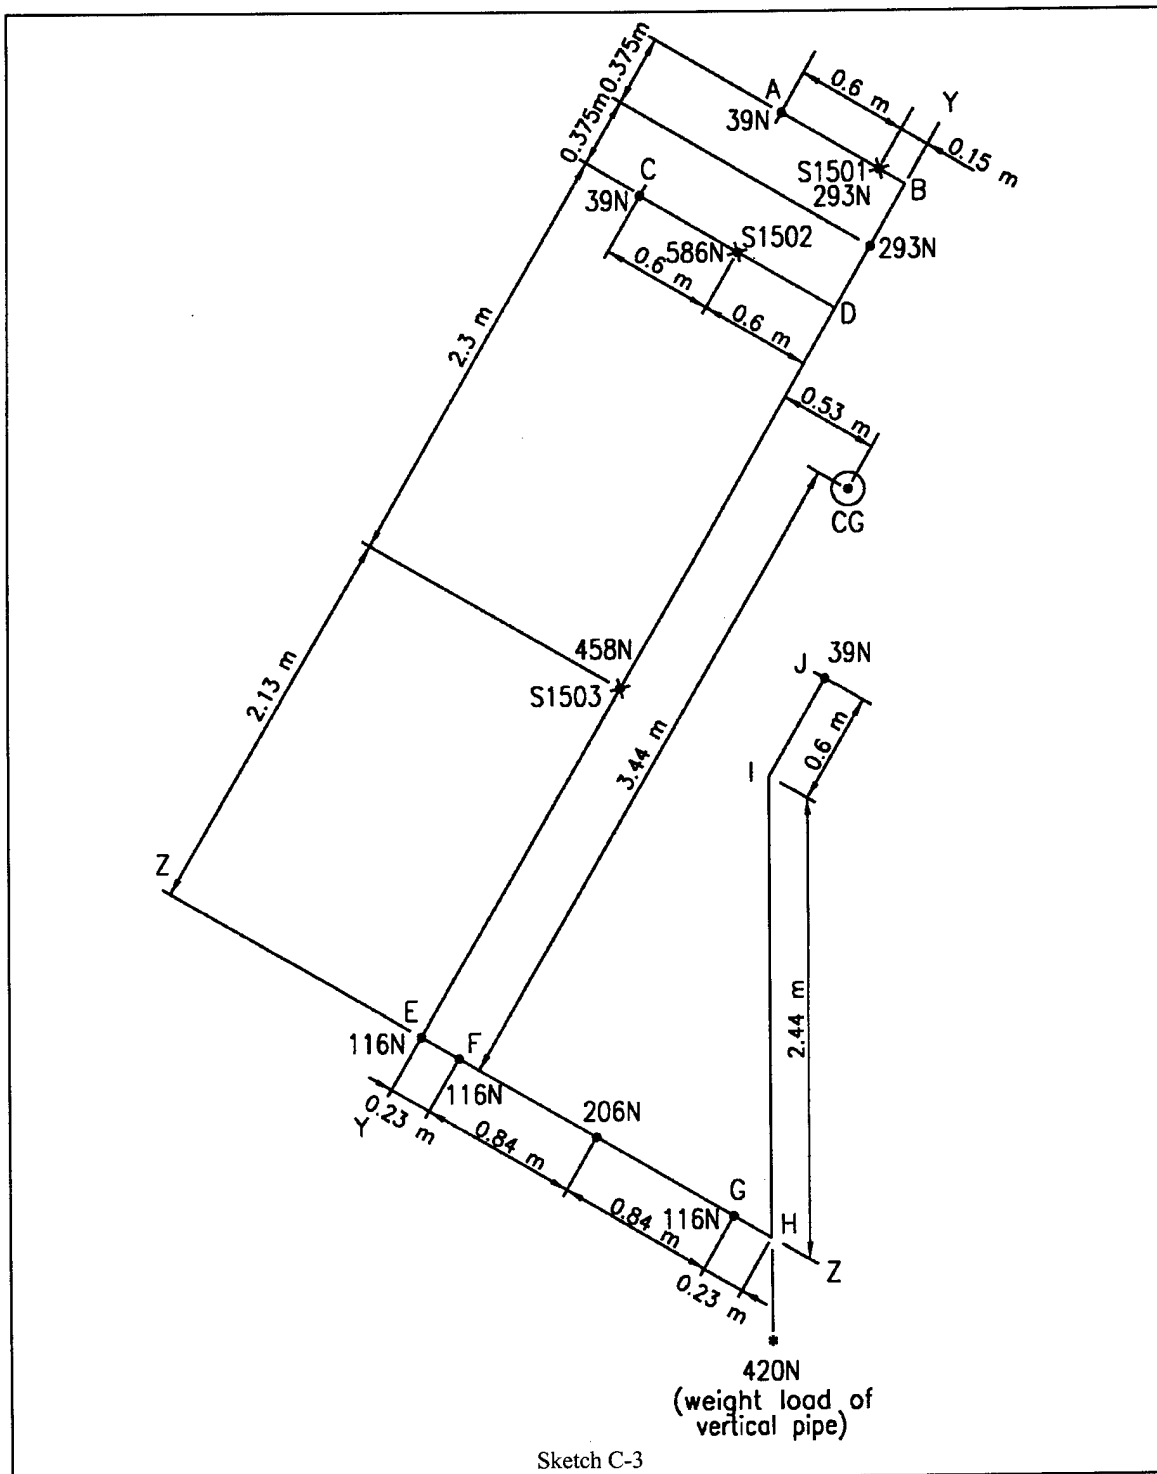 0.375m
A
0.6 m
Y
39N
0.15 m
0.375m
S1501
B
293N
C
39N
293N
S1502
586N
0.6 m
D
0.6 m
2.3 m
0.53 m
CG
458N
S1503
J
39N
2.13 m
3.44 m
0.6 m
I
Z
2.44 m
E
F
116N
116N
206N
0.23 m
Y
0.84 m
G
116N
H
0.84 m
Z
0.23 m
420N
(weight load of
vertical pipe)
Sketch C-3